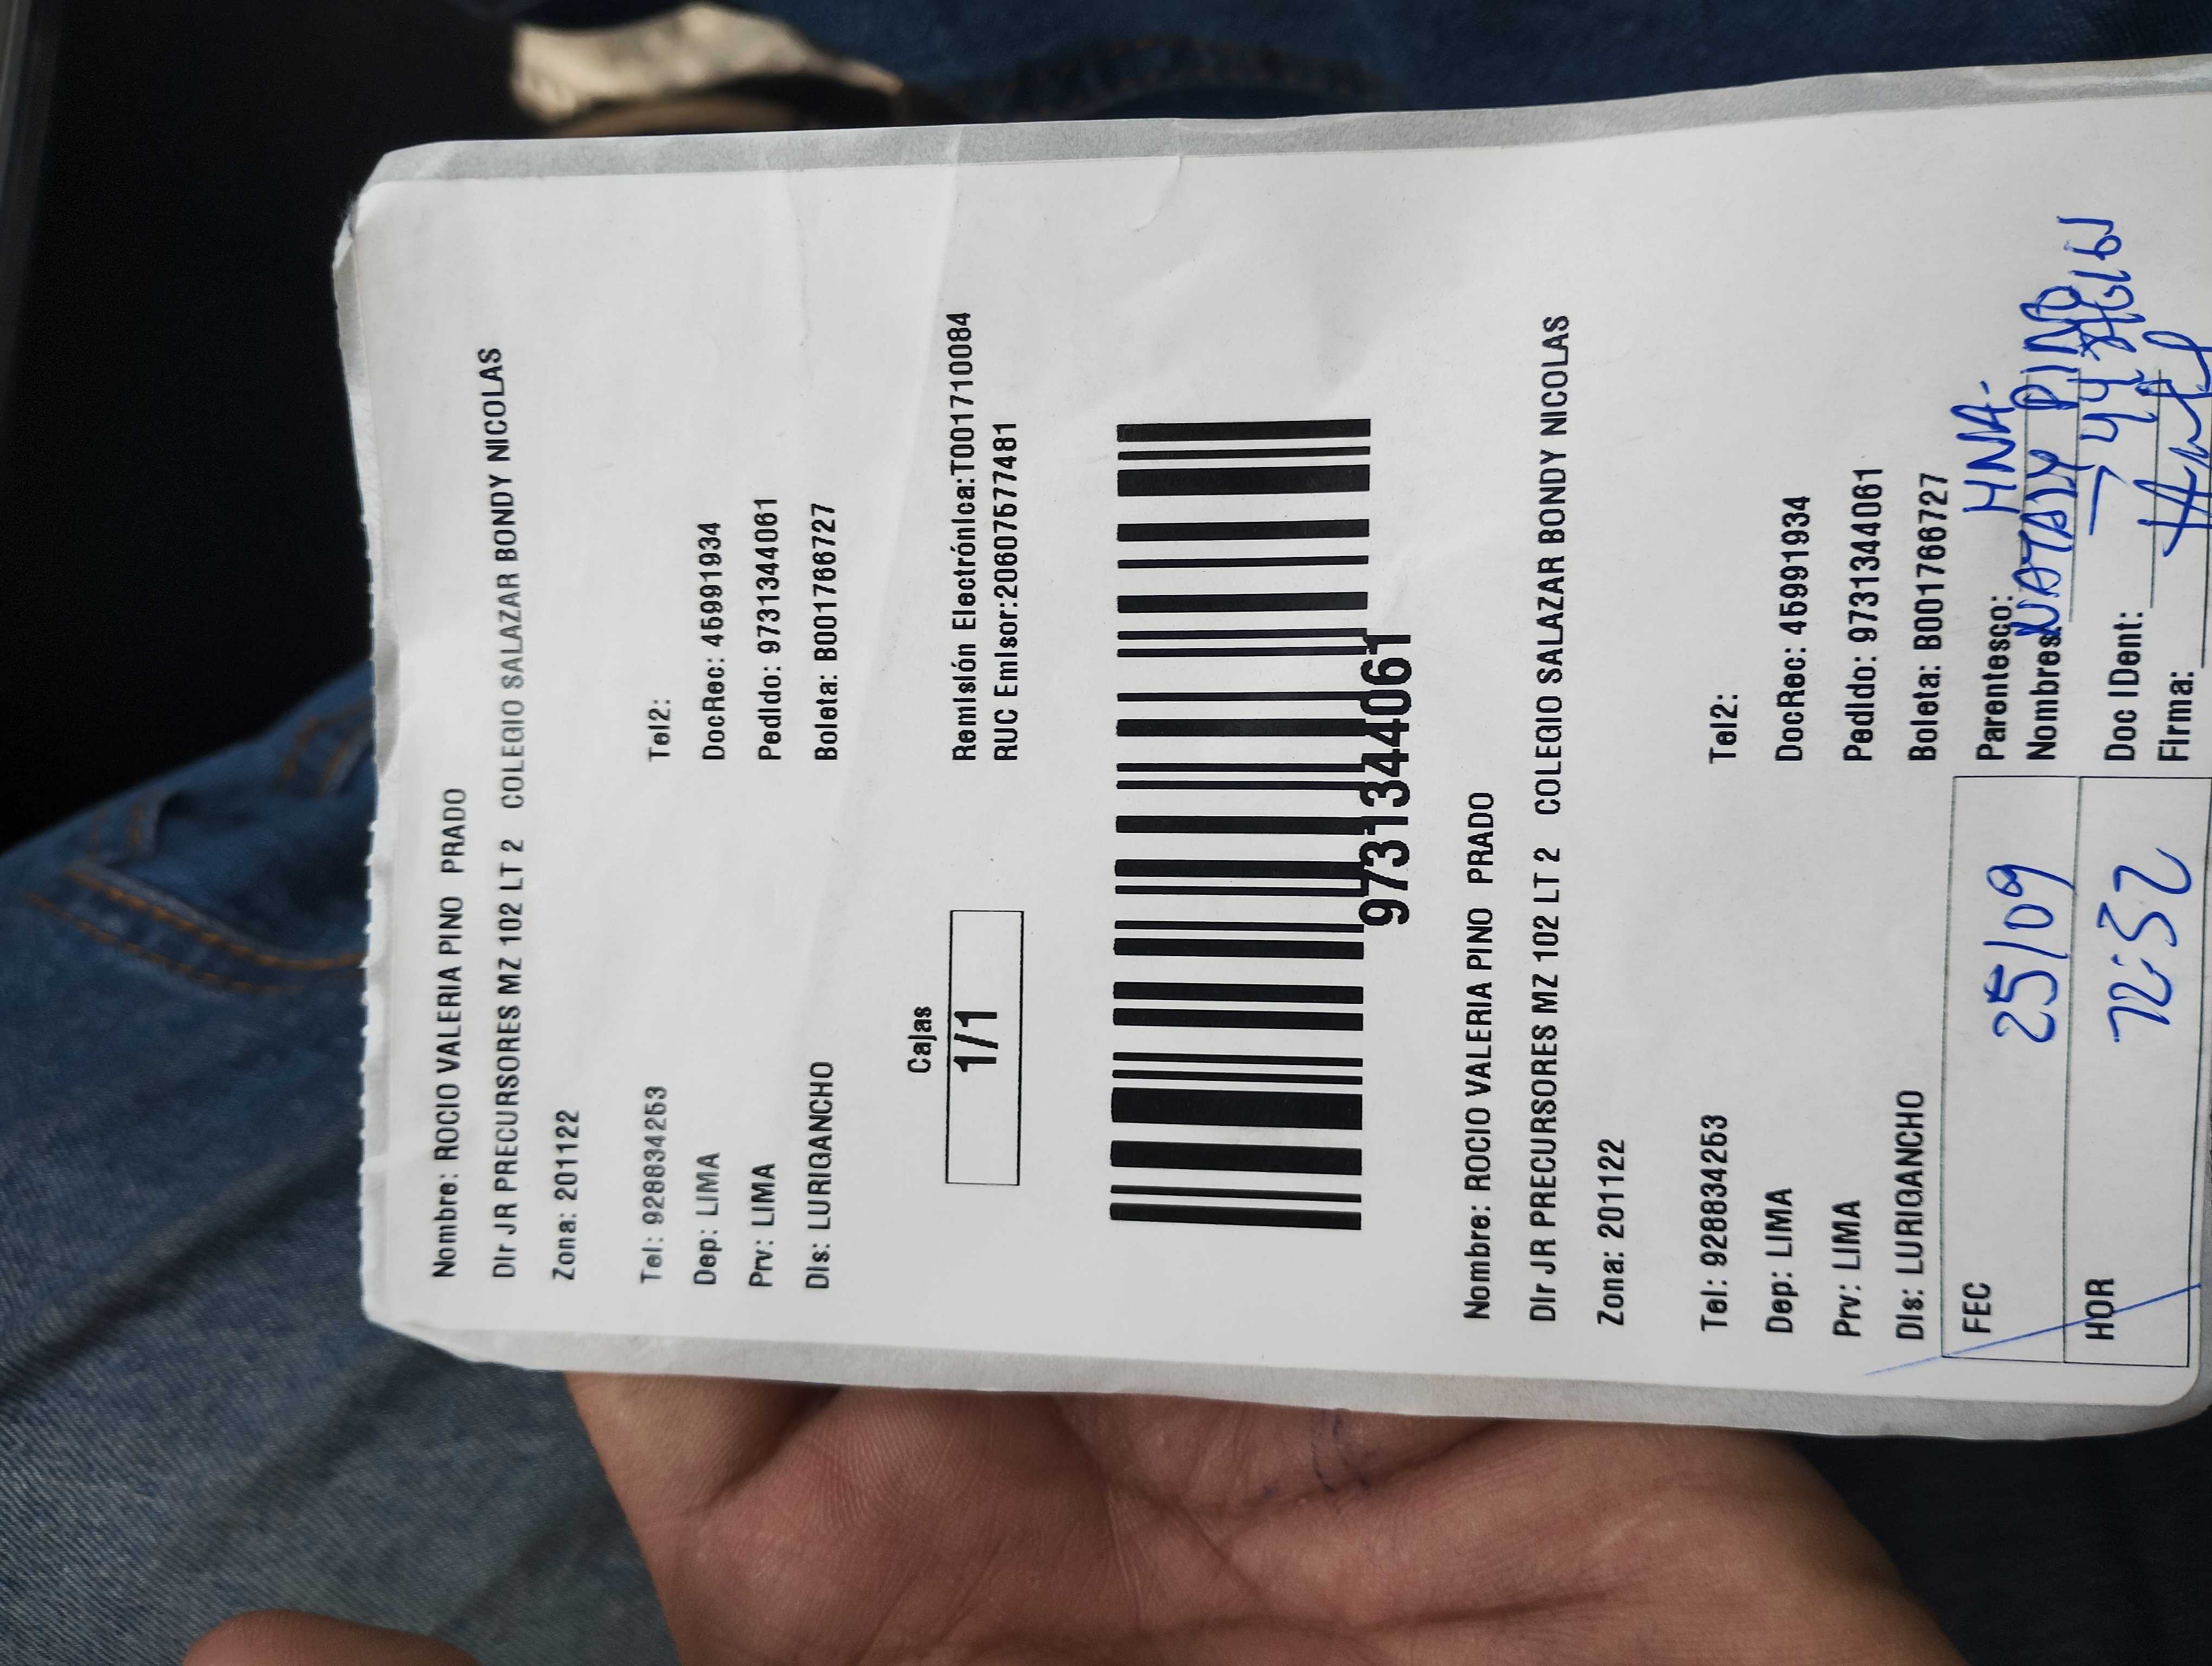 Nombre: ROCIO VALERIA PINO PRADO
Dir JR PRECURSORES MZ 102 LT 2 COLEGIO SALAZAR BONDY NICOLAS
Zona: 201122
Tel: 928834253 Tel2:
Dep: LIMA DocRec: 45991934
Prv: LIMA Pedido: 9731344061
Dis: LURIGANCHO Boleta: B001766727
Cajas
1/1
Remisión Electrónica:T001710084
RUC Emisor:20607577481
9731344061
Nombre: ROCIO VALERIA PINO PRADO
Dir JR PRECURSORES MZ 102 LT 2 COLEGIO SALAZAR BONDY NICOLAS
Zona: 201122
Tel: 928834253 Tel2:
Dep: LIMA DocRec: 45991934
Prv: LIMA Pedido: 9731344061
Dis: LURIGANCHO Boleta: B001766727
FEC 25/09 Parentesco: HNA.
Nombres: NATALY PINO
HOR 12:52 Doc IDent:
Firma: